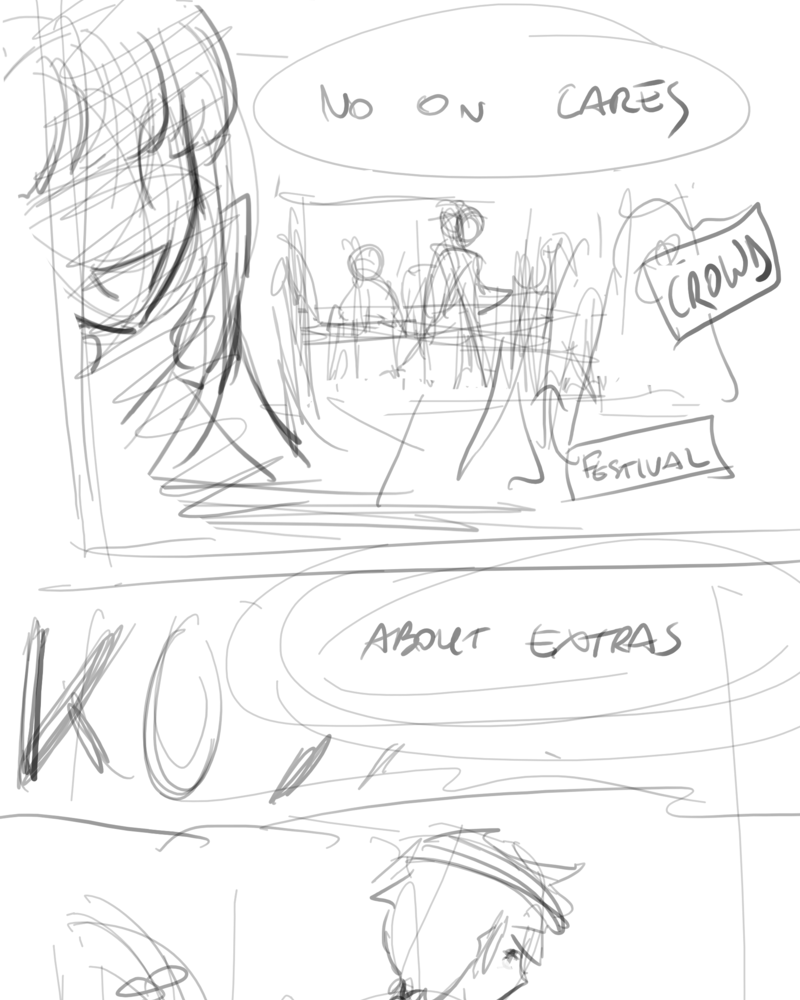 NO ON CARES
CROWD
FESTIVAL
ABOUT EXTRAS
KO